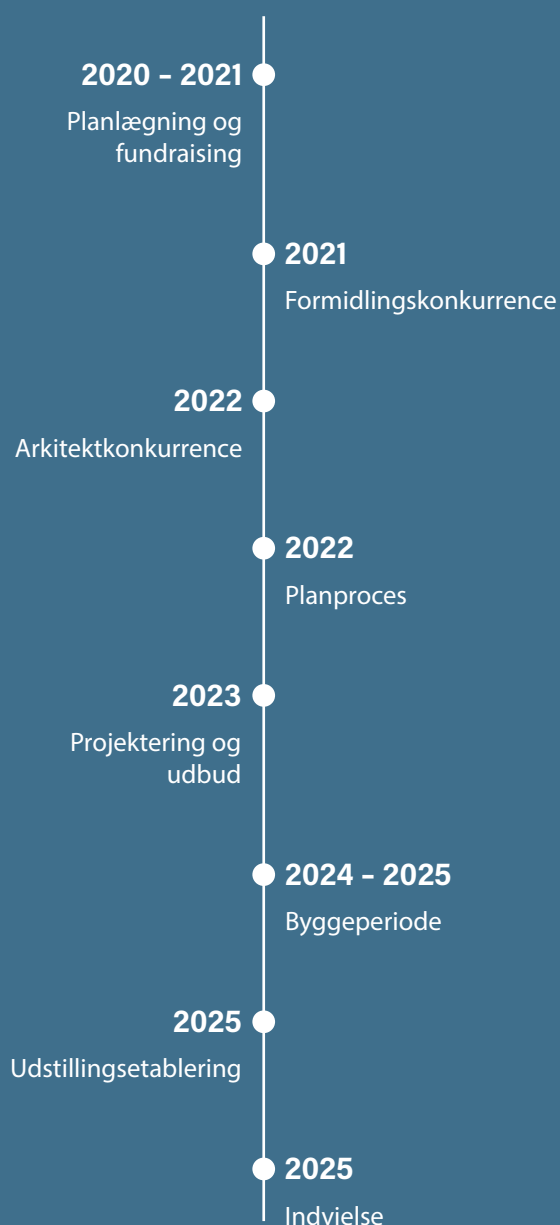 2020 – 2021
Planlægning og
fundraising
2021
Formidlingskonkurrence
2022
Arkitektkonkurrence
2022
Planproces
2023
Projektering og
udbud
2024 – 2025
Byggeperiode
2025
Udstillingsetablering
2025
Indvielse